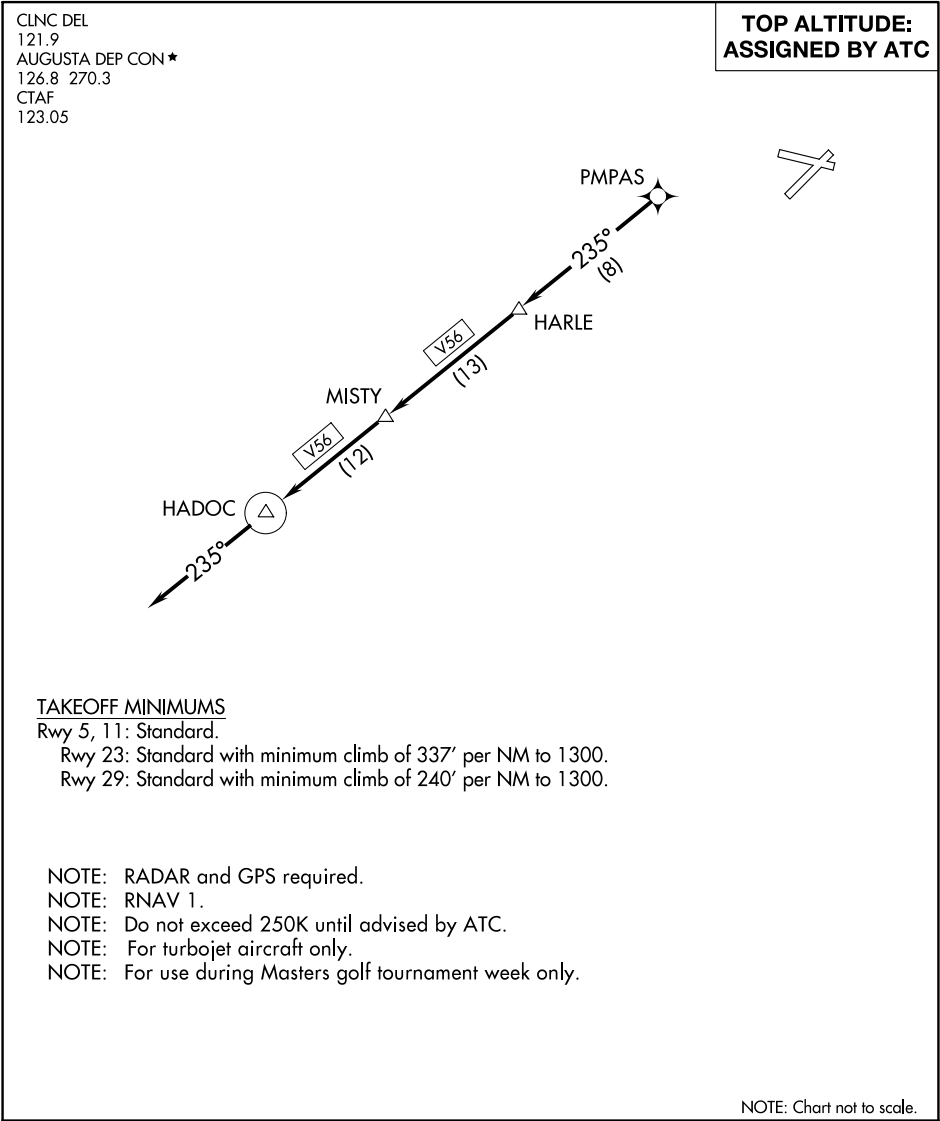 CLNC DEL
121.9
AUGUSTA DEP CON ★
126.8 270.3
CTAF
123.05
TOP ALTITUDE:
ASSIGNED BY ATC
PMPAS
235°
(8)
HARLE
V56
(13)
MISTY
V56
(12)
HADOC
235°
TAKEOFF MINIMUMS
Rwy 5, 11: Standard.
Rwy 23: Standard with minimum climb of 337' per NM to 1300.
Rwy 29: Standard with minimum climb of 240' per NM to 1300.
NOTE: RADAR and GPS required.
NOTE: RNAV 1.
NOTE: Do not exceed 250K until advised by ATC.
NOTE: For turbojet aircraft only.
NOTE: For use during Masters golf tournament week only.
NOTE: Chart not to scale.